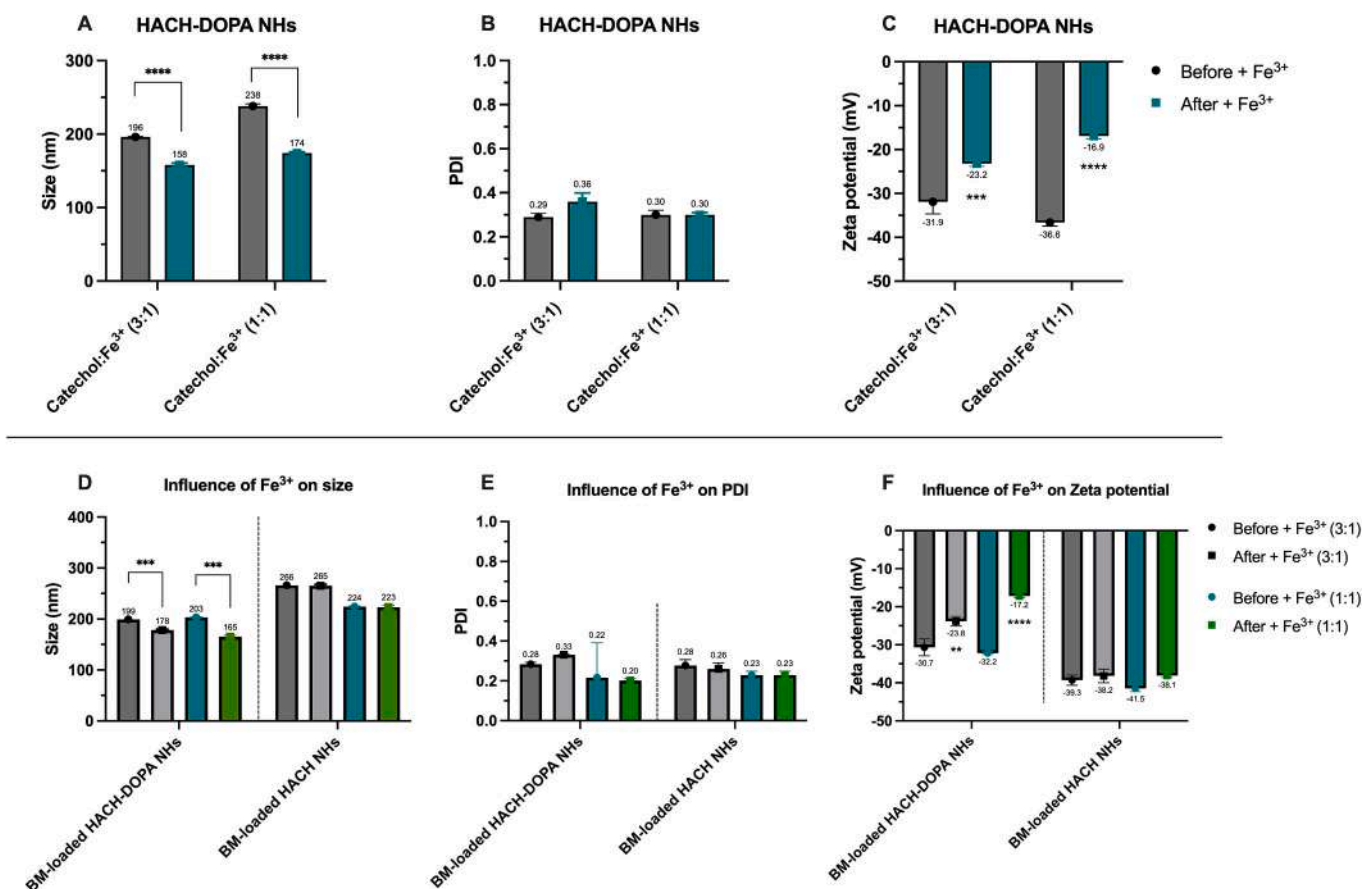 A HACH-DOPA NHs
Size (nm)
300
200
100
0
****
****
196
158
238
174
Catechol:Fe³⁺ (3:1)
Catechol:Fe³⁺ (1:1)
B HACH-DOPA NHs
PDI
1.0
0.8
0.6
0.4
0.2
0.0
0.29
0.36
0.30
0.30
Catechol:Fe³⁺ (3:1)
Catechol:Fe³⁺ (1:1)
C HACH-DOPA NHs
Zeta potential (mV)
0
-10
-20
-30
-40
-50
-31.9
-23.2
***
-36.6
-16.9
****
Catechol:Fe³⁺ (3:1)
Catechol:Fe³⁺ (1:1)
Before + Fe³⁺
After + Fe³⁺
D Influence of Fe³⁺ on size
Size (nm)
400
300
200
100
0
***
***
199
178
203
165
266
265
224
223
BM-loaded HACH-DOPA NHs
BM-loaded HACH NHs
E Influence of Fe³⁺ on PDI
PDI
1.0
0.8
0.6
0.4
0.2
0.0
0.28
0.33
0.22
0.20
0.28
0.26
0.23
0.23
BM-loaded HACH-DOPA NHs
BM-loaded HACH NHs
F Influence of Fe³⁺ on Zeta potential
Zeta potential (mV)
0
-10
-20
-30
-40
-50
-30.7
-23.8
**
-32.2
-17.2
****
-39.3
-38.2
-41.5
-38.1
BM-loaded HACH-DOPA NHs
BM-loaded HACH NHs
Before + Fe³⁺ (3:1)
After + Fe³⁺ (3:1)
Before + Fe³⁺ (1:1)
After + Fe³⁺ (1:1)